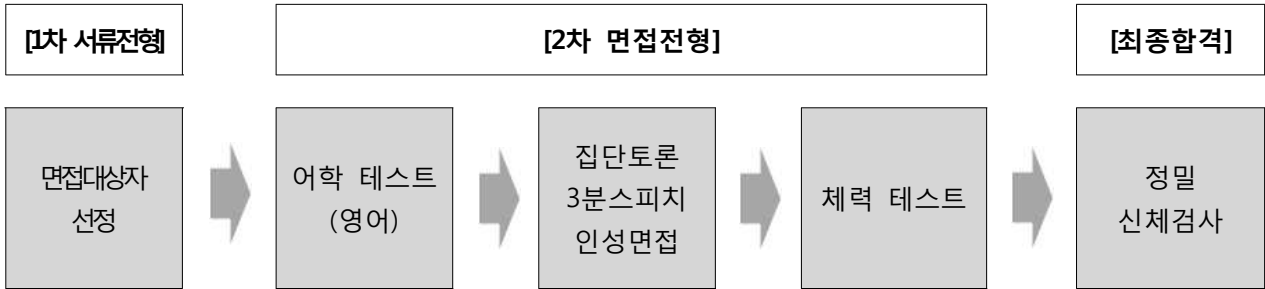 [1차 서류전형]
[2차 면접전형]
[최종합격]
면접대상자
선정
어학 테스트
(영어)
집단토론
3분스피치
인성면접
체력 테스트
정밀
신체검사